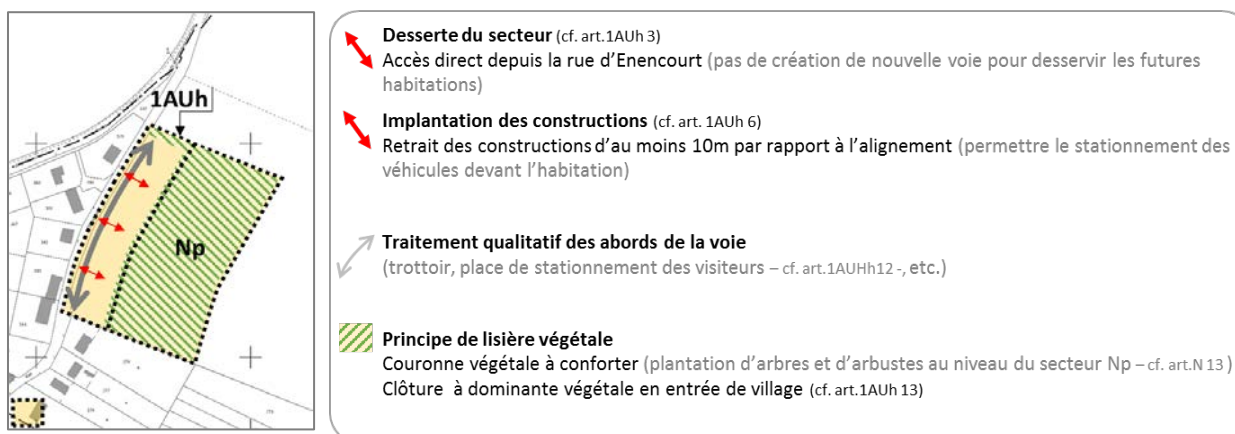 1AUh
Np
Desserte du secteur (cf. art.1AUh 3)
Accès direct depuis la rue d’Enencourt (pas de création de nouvelle voie pour desservir les futures
habitations)
Implantation des constructions (cf. art. 1AUh 6)
Retrait des constructions d’au moins 10m par rapport à l’alignement (permettre le stationnement des
véhicules devant l’habitation)
Traitement qualitatif des abords de la voie
(trottoir, place de stationnement des visiteurs – cf. art.1AUHh12 -, etc.)
Principe de lisière végétale
Couronne végétale à conforter (plantation d’arbres et d’arbustes au niveau du secteur Np – cf. art.N 13 )
Clôture à dominante végétale en entrée de village (cf. art.1AUh 13)